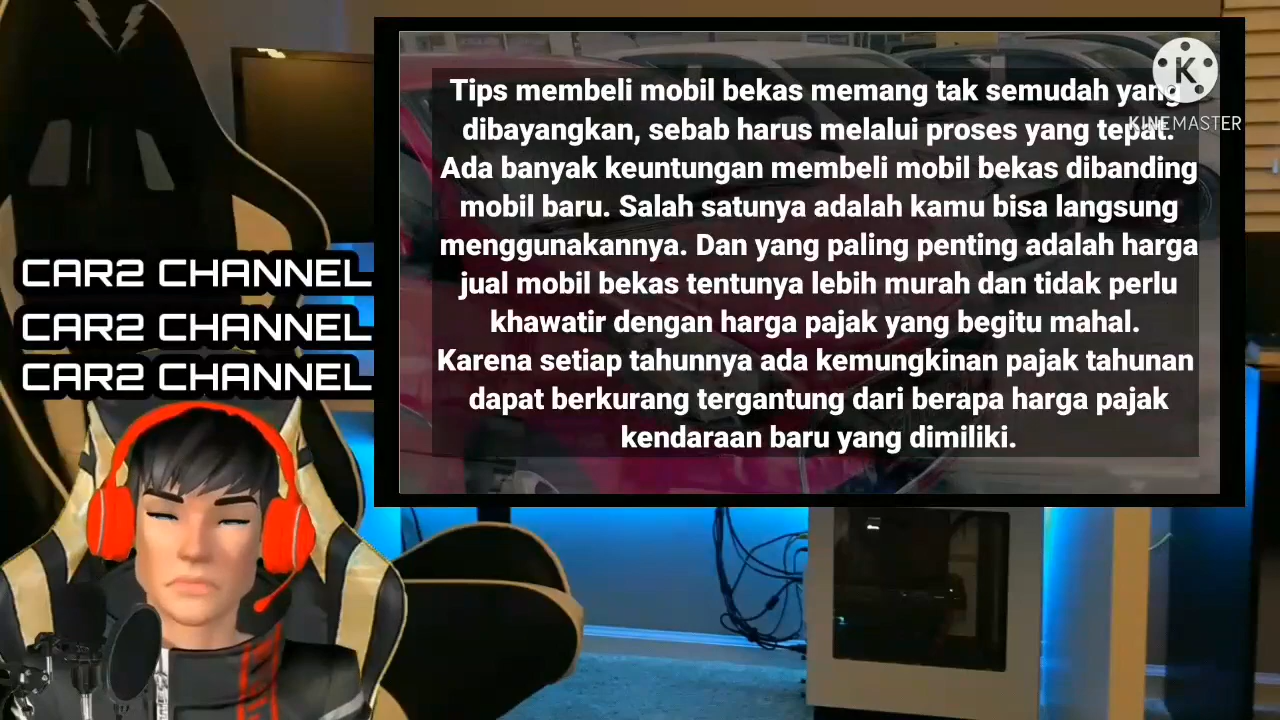 Tips membeli mobil bekas memang tak semudah yang
dibayangkan, sebab harus melalui proses yang tepat.
Ada banyak keuntungan membeli mobil bekas dibanding
mobil baru. Salah satunya adalah kamu bisa langsung
menggunakannya. Dan yang paling penting adalah harga
jual mobil bekas tentunya lebih murah dan tidak perlu
khawatir dengan harga pajak yang begitu mahal.
Karena setiap tahunnya ada kemungkinan pajak tahunan
dapat berkurang tergantung dari berapa harga pajak
kendaraan baru yang dimiliki.
K
KINEMASTER
CAR2 CHANNEL
CAR2 CHANNEL
CAR2 CHANNEL